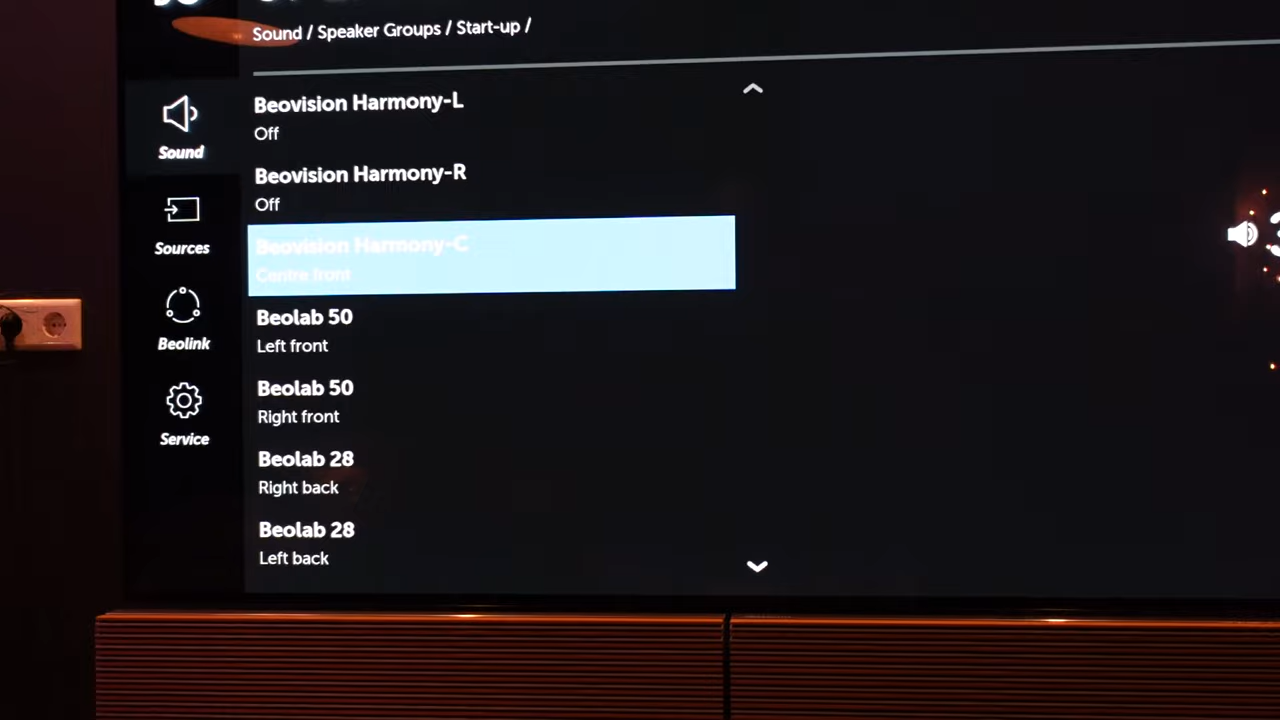 Sound / Speaker Groups / Start-up /
Beovision Harmony-L
Off
Sound
Beovision Harmony-R
Off
Sources
Beovision Harmony-C
Centre front
Beolink
Beolab 50
Left front
Service
Beolab 50
Right front
Beolab 28
Right back
Beolab 28
Left back